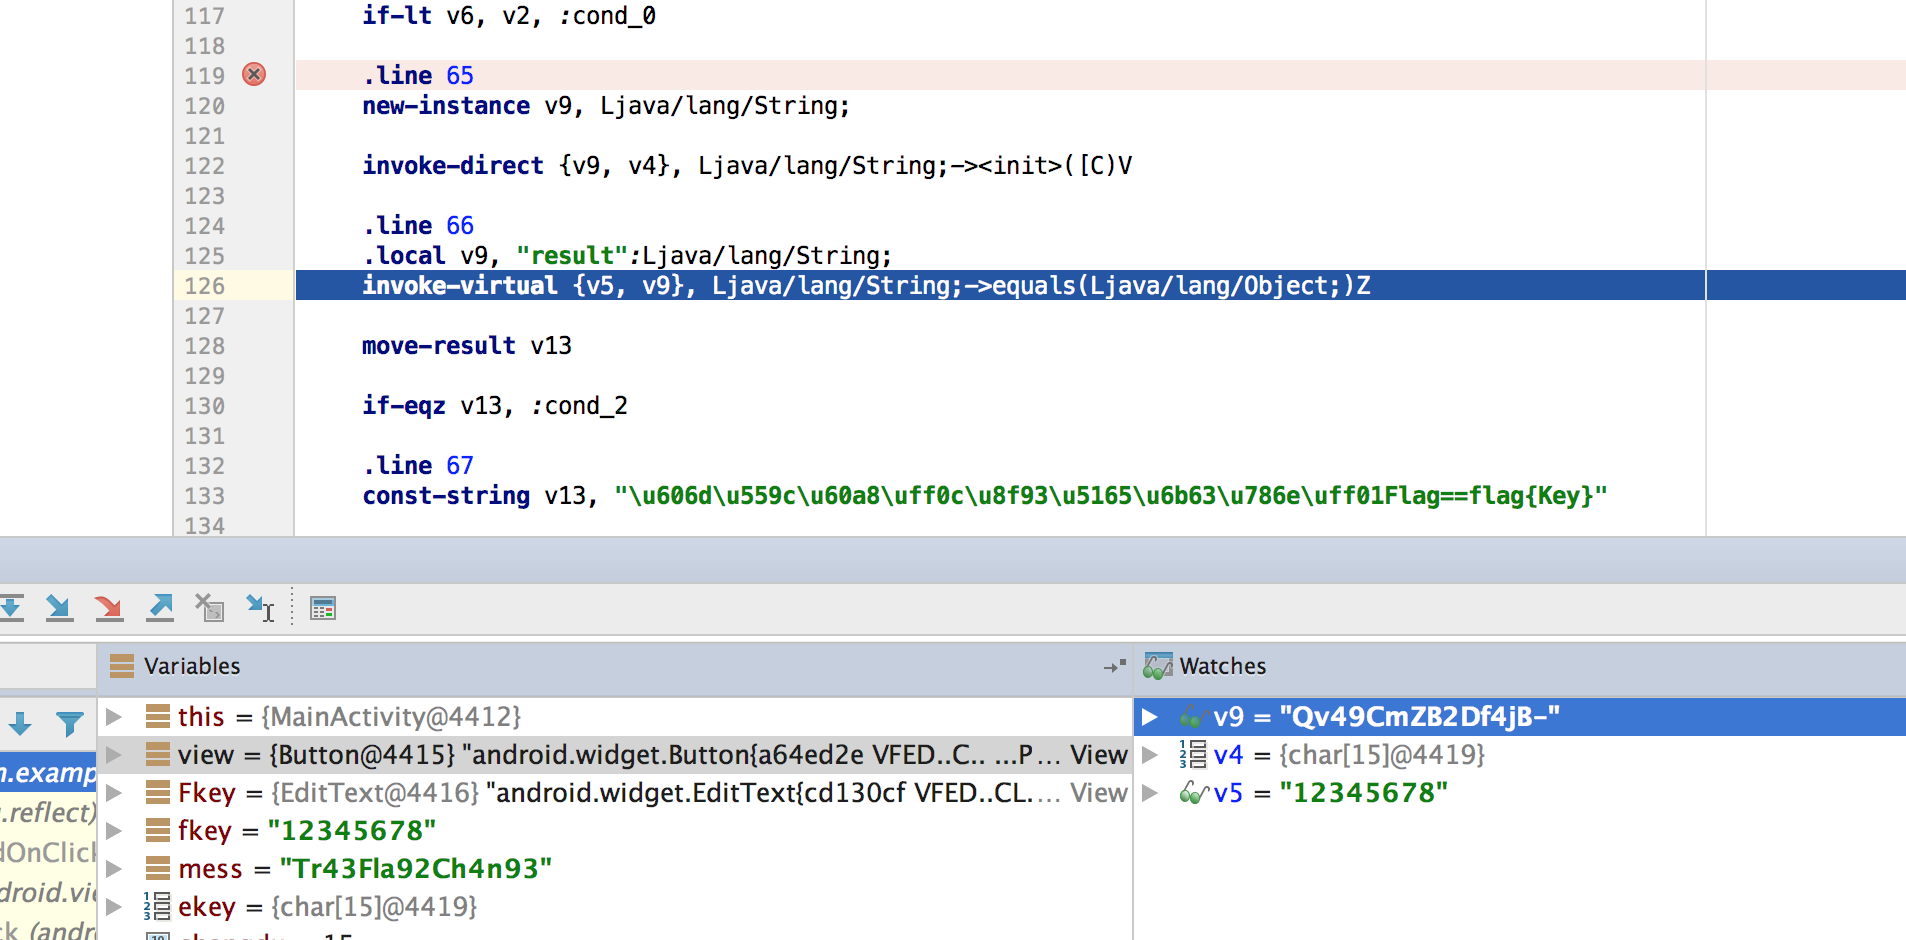 117 if-lt v6, v2, :cond_0
118
119 .line 65
120 new-instance v9, Ljava/lang/String;
121
122 invoke-direct {v9, v4}, Ljava/lang/String;-><init>([C)V
123
124 .line 66
125 .local v9, "result":Ljava/lang/String;
126 invoke-virtual {v5, v9}, Ljava/lang/String;->equals(Ljava/lang/Object;)Z
127
128 move-result v13
129
130 if-eqz v13, :cond_2
131
132 .line 67
133 const-string v13, "\u606d\u559c\u60a8\uff0c\u8f93\u5165\u6b63\u786e\uff01Flag==flag{Key}"
134
Variables
Watches
this = {MainActivity@4412}
view = {Button@4415} "android.widget.Button{a64ed2e VFED..C.. ...P... View
Fkey = {EditText@4416} "android.widget.EditText{cd130cf VFED..CL.... View
fkey = "12345678"
mess = "Tr43Fla92Ch4n93"
ekey = {char[15]@4419}
= 15
v9 = "Qv49CmZB2Df4jB-"
v4 = {char[15]@4419}
v5 = "12345678"
n.examp
.reflect)
dOnClick
droid.vie
ck (andr